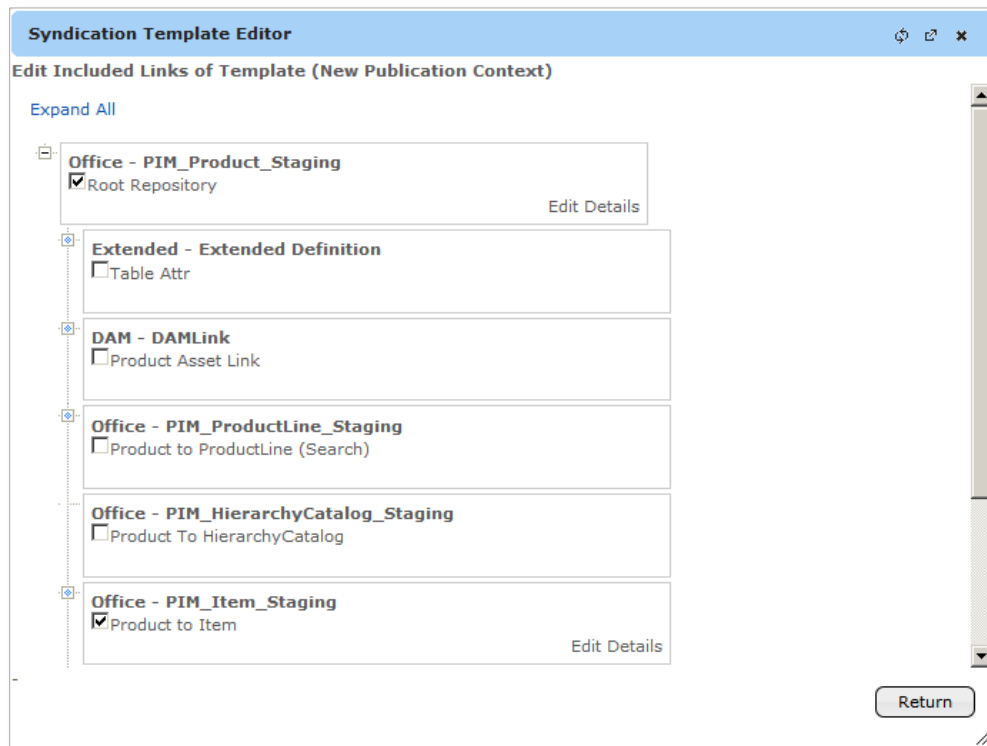 Syndication Template Editor
Edit Included Links of Template (New Publication Context)
Expand All
Office - PIM_Product_Staging
Root Repository
Edit Details
Extended - Extended Definition
Table Attr
DAM - DAMLink
Product Asset Link
Office - PIM_ProductLine_Staging
Product to ProductLine (Search)
Office - PIM_HierarchyCatalog_Staging
Product To HierarchyCatalog
Office - PIM_Item_Staging
Product to Item
Edit Details
-
Return